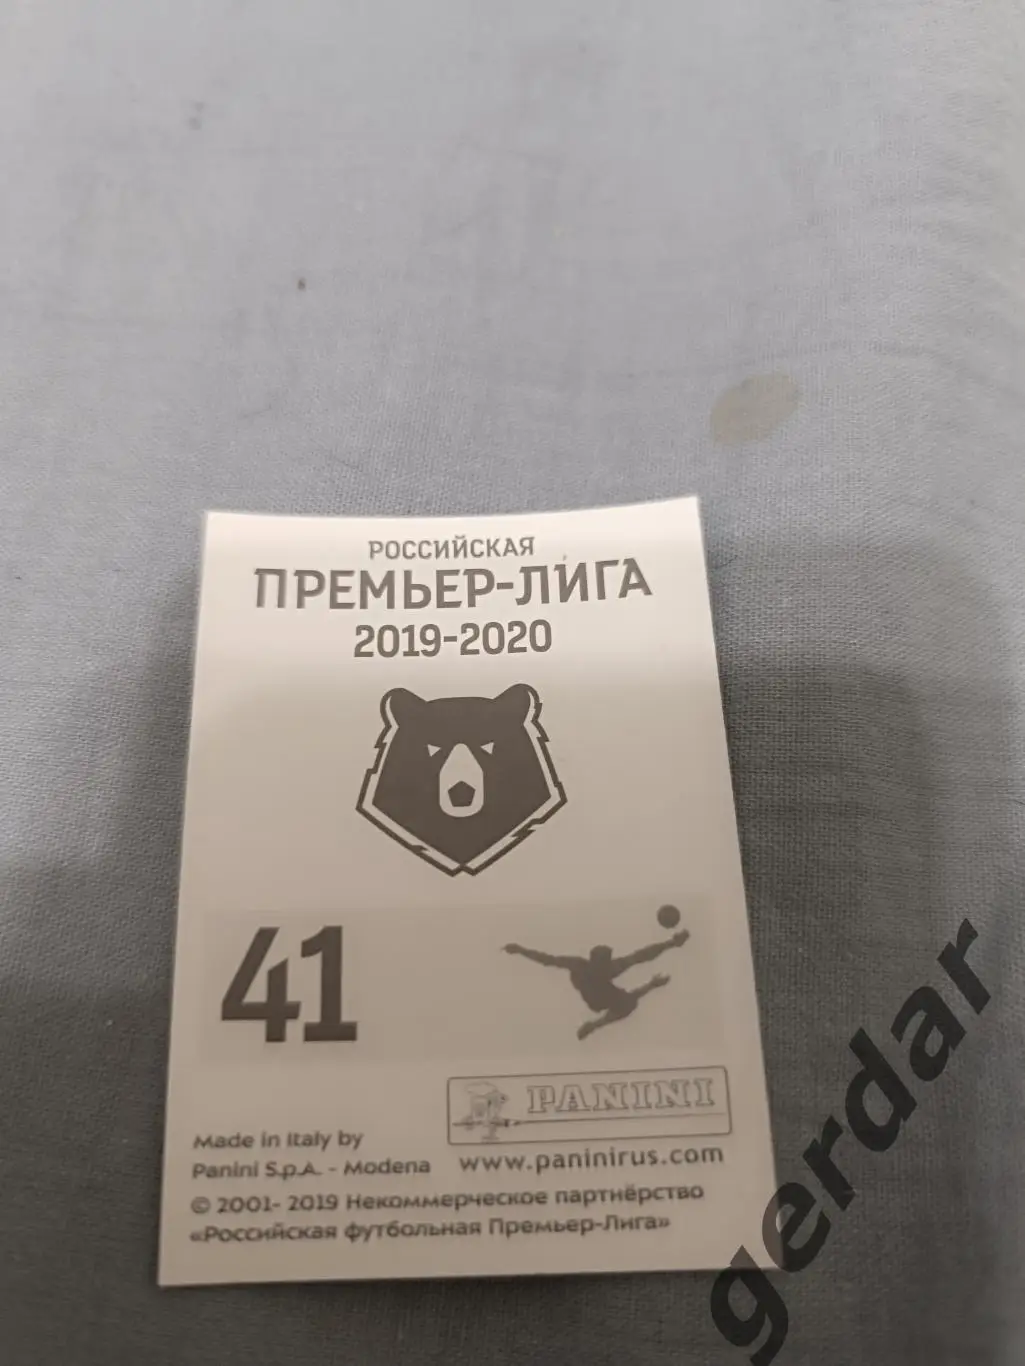 РОССИЙСКАЯ
ПРЕМЬЕР-ЛИГА
2019-2020
41
PANINI
Made in Italy by
Panini S.p.A. - Modena
www.paninirus.com
© 2001- 2019 Некоммерческое партнёрство
«Российская футбольная Премьер-Лига»
gerdar